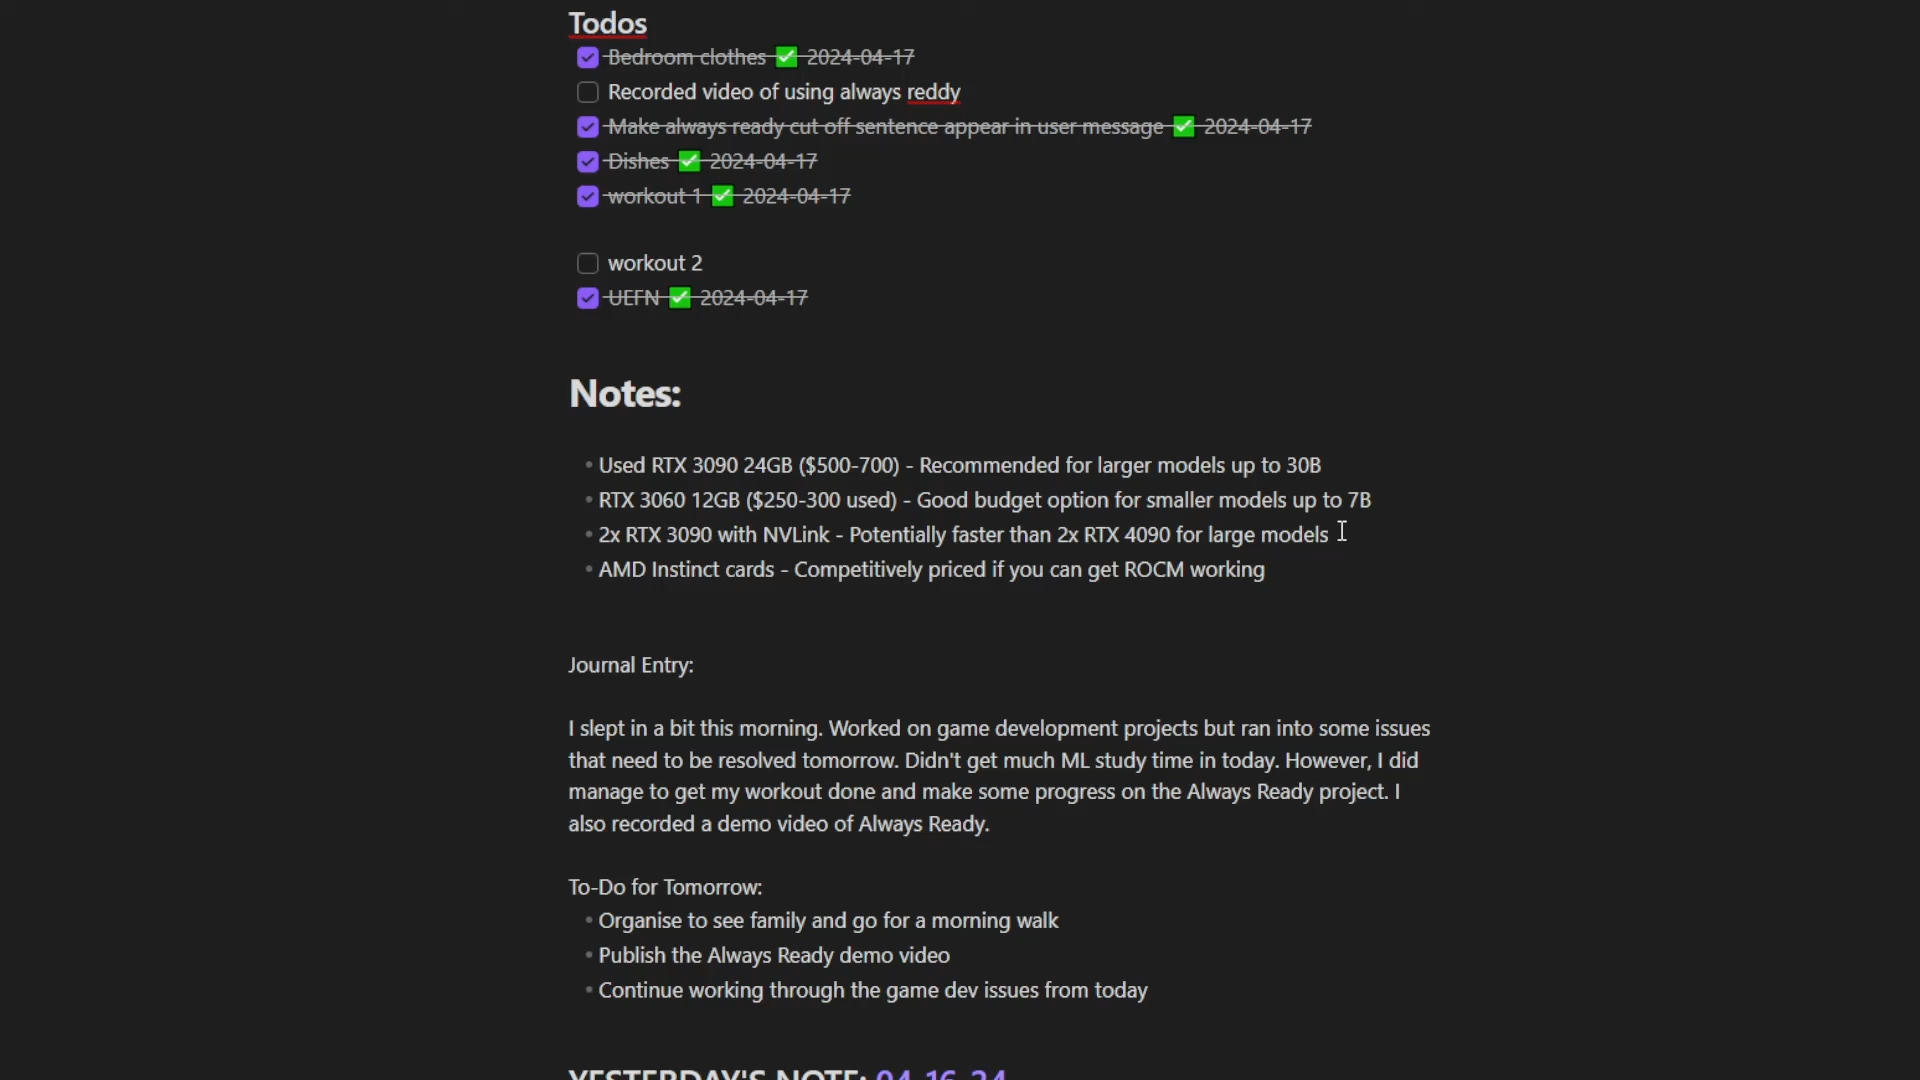 Todos
Bedroom clothes ✅ 2024-04-17
Recorded video of using always reddy
Make always ready cut off sentence appear in user message ✅ 2024-04-17
Dishes ✅ 2024-04-17
workout 1 ✅ 2024-04-17
workout 2
UEFN ✅ 2024-04-17
Notes:
• Used RTX 3090 24GB ($500-700) - Recommended for larger models up to 30B
• RTX 3060 12GB ($250-300 used) - Good budget option for smaller models up to 7B
• 2x RTX 3090 with NVLink - Potentially faster than 2x RTX 4090 for large models
• AMD Instinct cards - Competitively priced if you can get ROCM working
Journal Entry:
I slept in a bit this morning. Worked on game development projects but ran into some issues
that need to be resolved tomorrow. Didn't get much ML study time in today. However, I did
manage to get my workout done and make some progress on the Always Ready project. I
also recorded a demo video of Always Ready.
To-Do for Tomorrow:
• Organise to see family and go for a morning walk
• Publish the Always Ready demo video
• Continue working through the game dev issues from today
YESTERDAY'S NOTE: 04-16-24